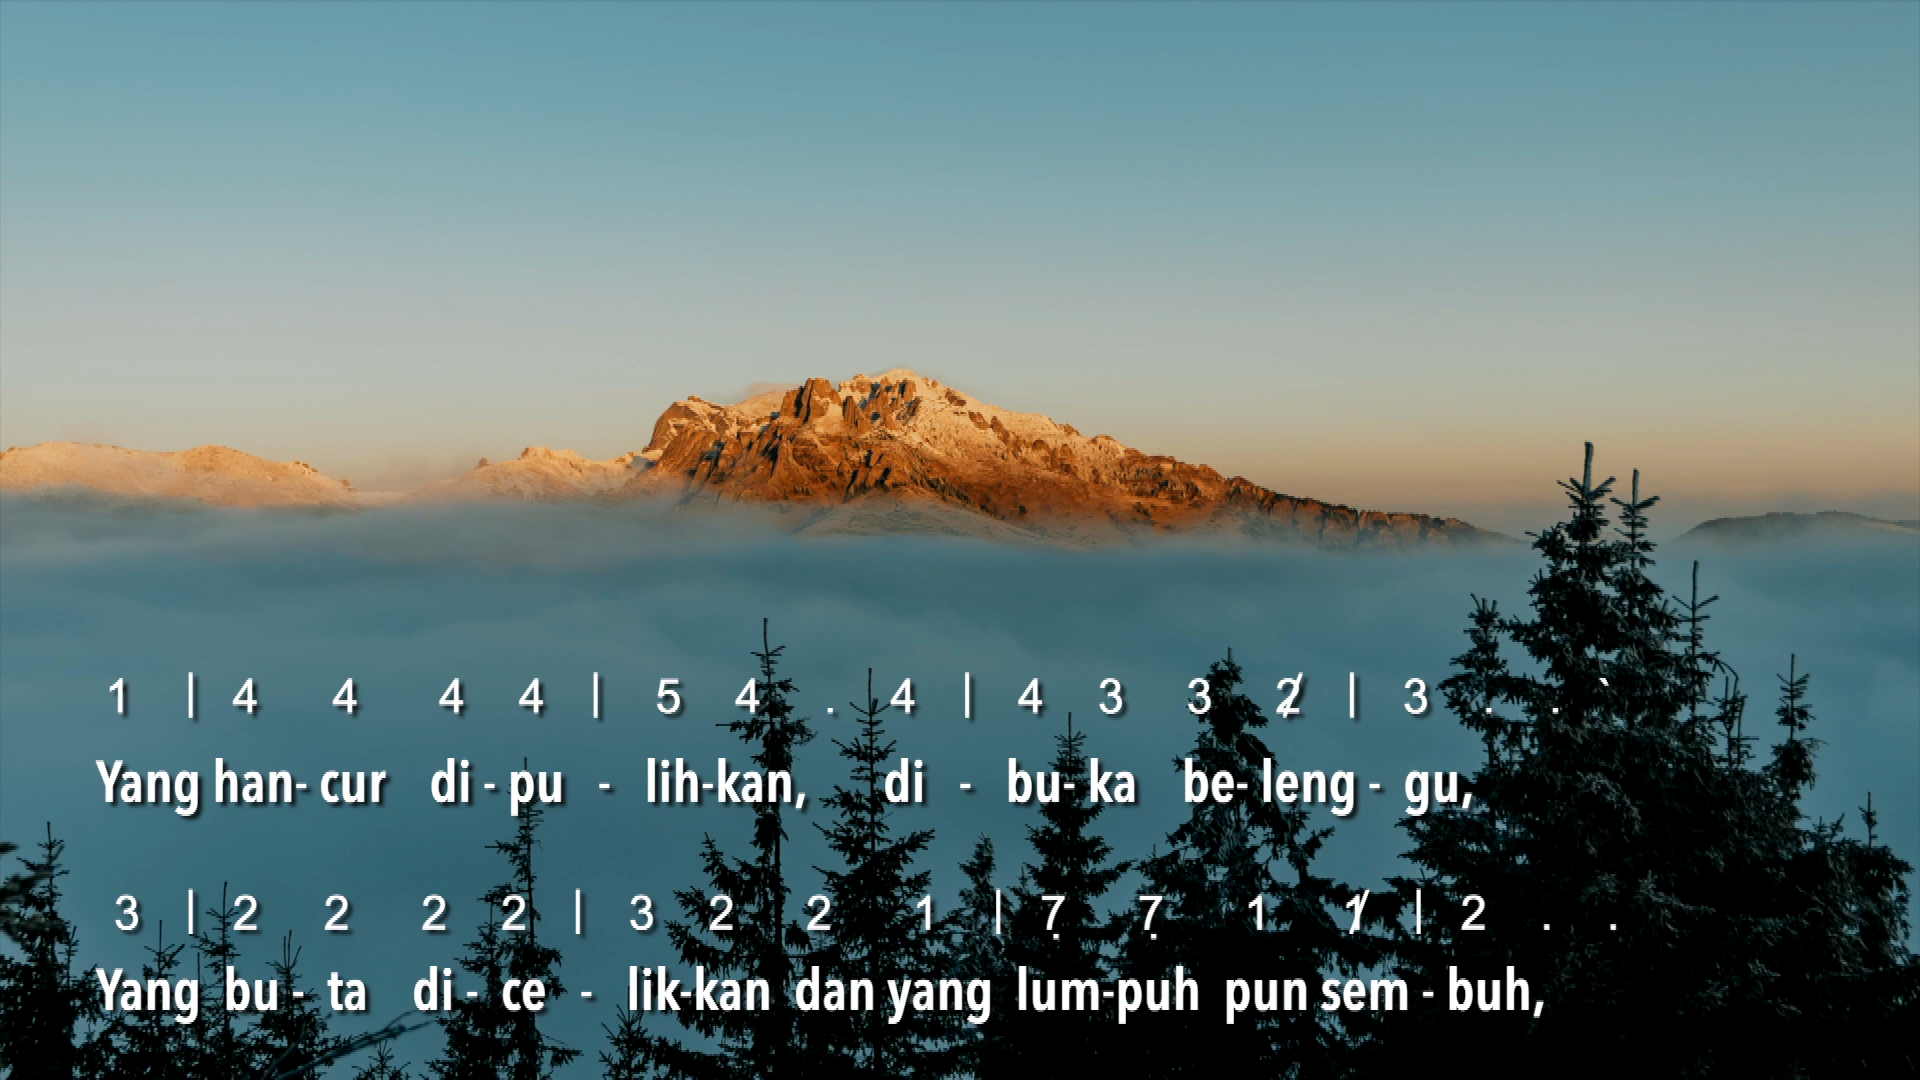 1 | 4 4 4 4 | 5 4 . 4 | 4 3 3 2̸ | 3 . . `
Yang han- cur di - pu - lih-kan, di - bu- ka be- leng - gu,
3 | 2 2 2 2 | 3 2 2 1 | 7̣ 7̣ 1 1̸ | 2 . .
Yang bu - ta di - ce - lik-kan dan yang lum-puh pun sem - buh,